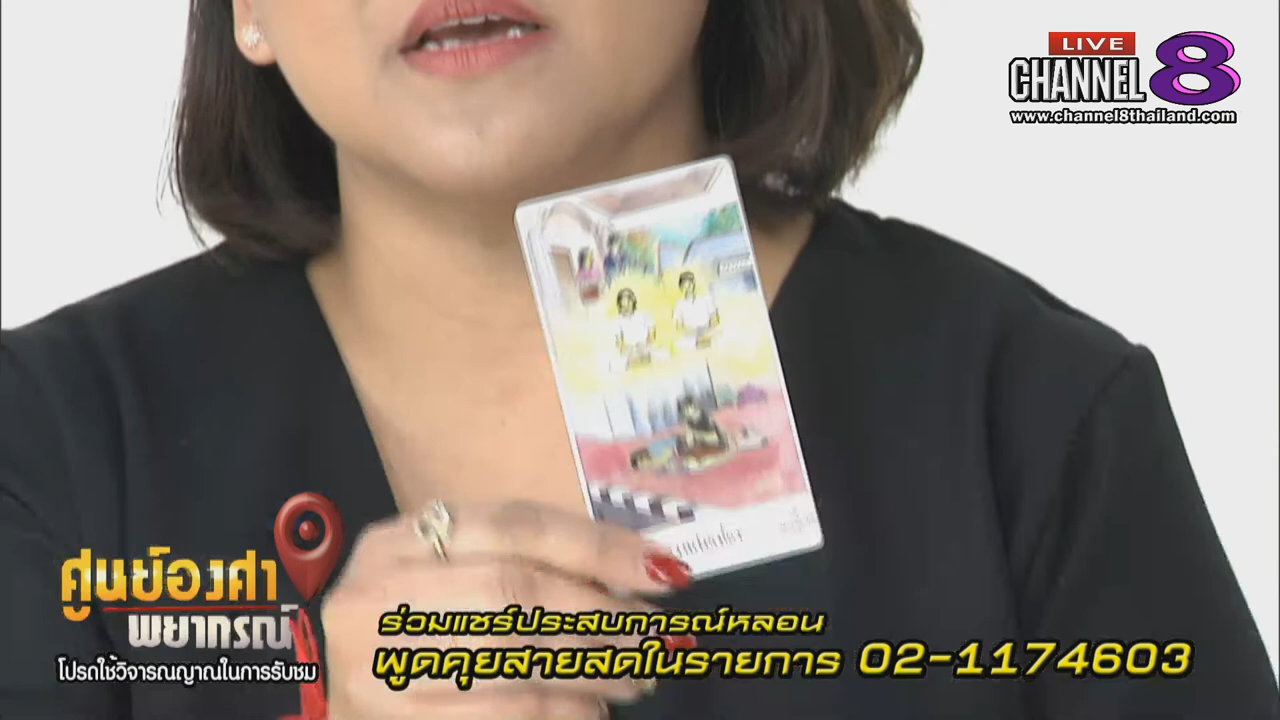 LIVE
CHANNEL 8
www.channel8thailand.com
ศูนย์องศา
พยากรณ์
โปรดใช้วิจารณญาณในการรับชม
ร่วมแชร์ประสบการณ์หลอน
พูดคุยสายสดในรายการ 02-1174603